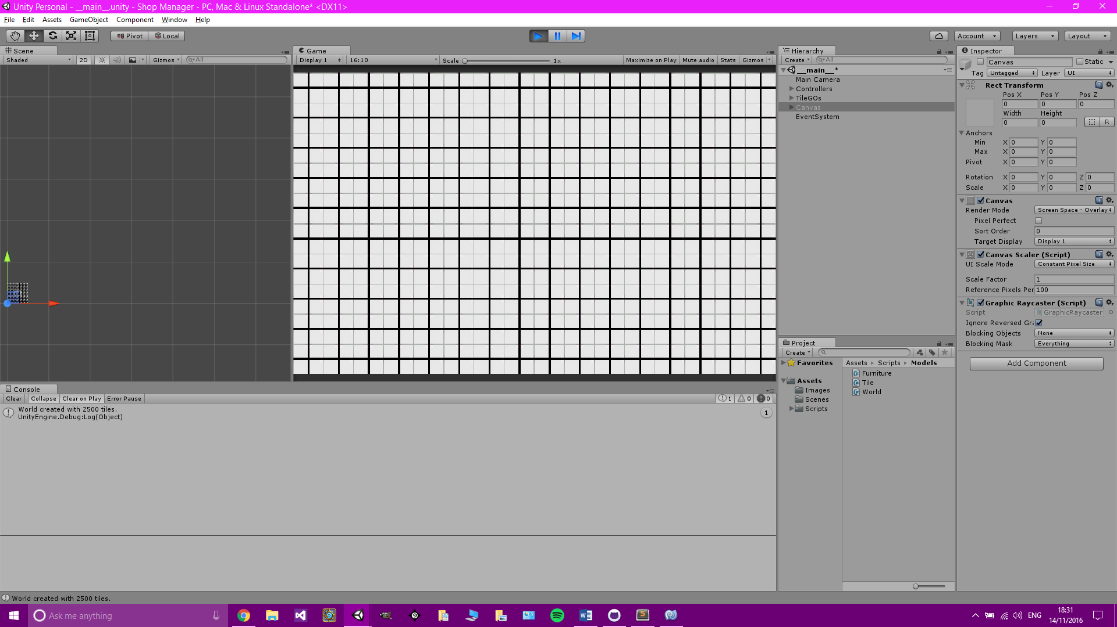 Unity Personal - __main__.unity - Shop Manager - PC, Mac & Linux Standalone* <DX11>
File Edit Assets GameObject Component Window Help
Pivot Local Account Layers Layout
Scene
Shaded 2D Gizmos All
Game
Display 1 16:10 Scale 1x Maximize on Play Mute audio Stats Gizmos
Hierarchy
Create All
__main__*
Main Camera
Controllers
TileGOs
Canvas
EventSystem
Inspector
Canvas Static
Tag Untagged Layer UI
Rect Transform
Pos X Pos Y Pos Z
0 0 0
Width Height
0 0
R
Anchors
Min X 0 Y 0
Max X 0 Y 0
Pivot X 0 Y 0
Rotation X 0 Y 0 Z 0
Scale X 0 Y 0 Z 0
Canvas
Render Mode Screen Space - Overlay
Pixel Perfect
Sort Order 0
Target Display Display 1
Canvas Scaler (Script)
UI Scale Mode Constant Pixel Size
Scale Factor 1
Reference Pixels Per 100
Graphic Raycaster (Script)
Script GraphicRaycaster
Ignore Reversed Gra
Blocking Objects None
Blocking Mask Everything
Add Component
Project
Create
Favorites
Assets
Images
Scenes
Scripts
Assets Scripts Models
Furniture
Tile
World
Console
Clear Collapse Clear on Play Error Pause 1 0 0
World created with 2500 tiles.
UnityEngine.Debug:Log(Object)
1
World created with 2500 tiles.
Ask me anything
ENG
18:31
14/11/2016